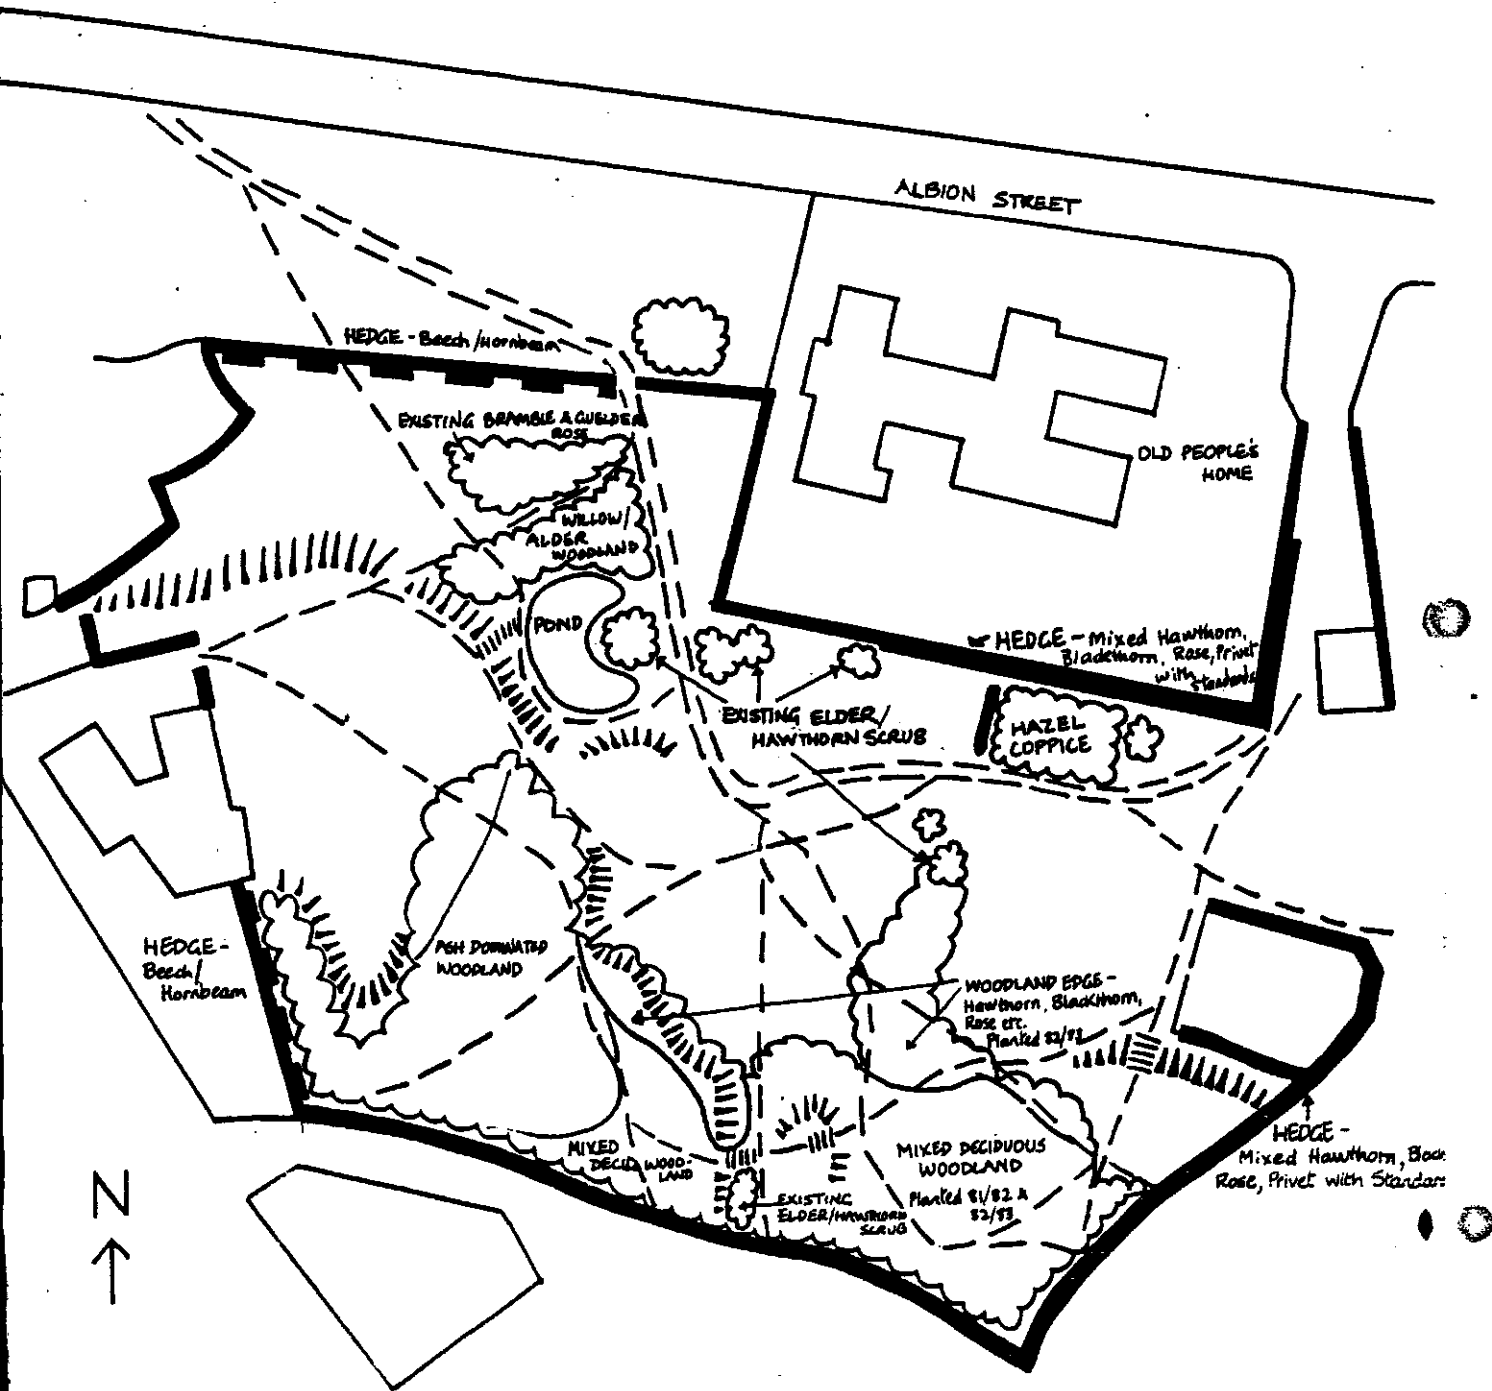 ALBION STREET
HEDGE - Beech/Hornbeam
EXISTING BRAMBLE & GUELDER
ROSE
OLD PEOPLE'S
HOME
WILLOW/
ALDER
WOODLAND
POND
HEDGE - Mixed Hawthorn,
Blackthorn, Rose, Privet
with
Standards
EXISTING ELDER/
HAWTHORN SCRUB
HAZEL
COPPICE
HEDGE -
Beech/
Hornbeam
ASH DOMINATED
WOODLAND
WOODLAND EDGE -
Hawthorn, Blackthorn,
Rose etc.
Planted 82/83
MIXED
DECID. WOOD-
LAND
MIXED DECIDUOUS
WOODLAND
Planted 81/82 &
82/83
EXISTING
ELDER/HAWTHORN
SCRUB
HEDGE -
Mixed Hawthorn, Black
Rose, Privet with Standar
N